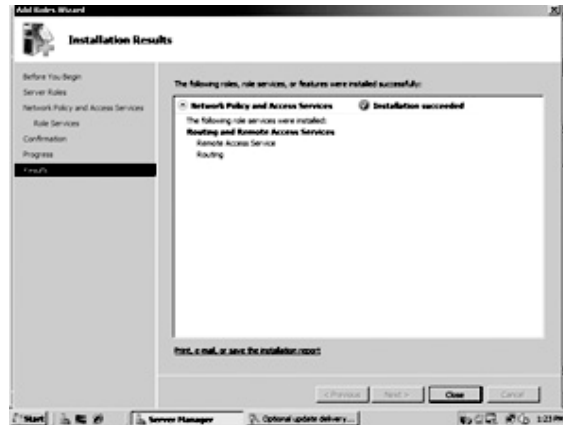 Add Roles Wizard
Installation Results
Before You Begin
Server Roles
Network Policy and Access Services
Role Services
Confirmation
Progress
Results
The following roles, role services, or features were installed successfully:
Network Policy and Access Services
Installation succeeded
The following role services were installed:
Routing and Remote Access Services
Remote Access Service
Routing
Print, e-mail, or save the installation report
< Previous
Next >
Close
Cancel
Start
Server Manager
Optional update delivery...
1:23 PM